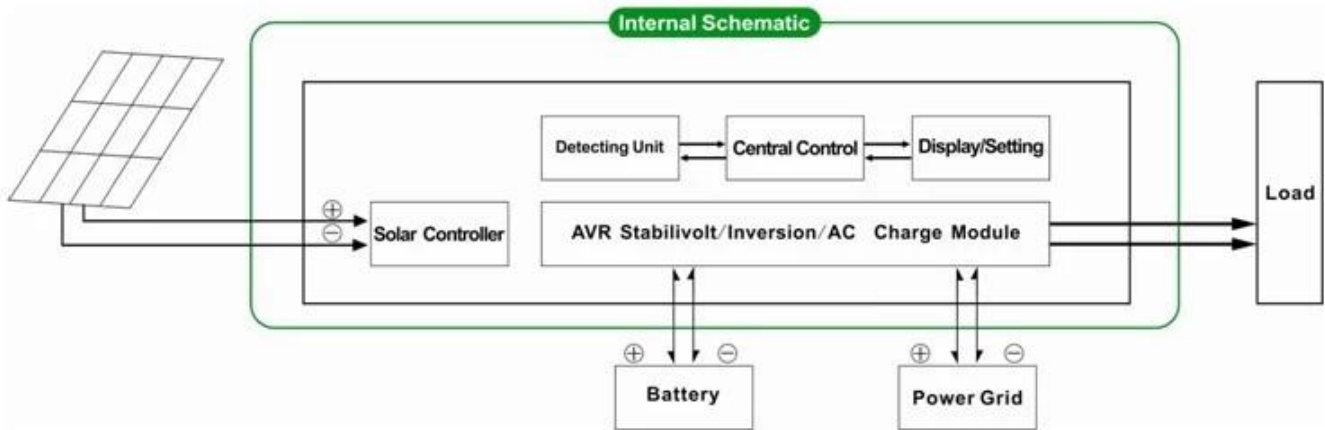 Internal Schematic
Detecting Unit
Central Control
Display/Setting
Load
⊕
⊖
Solar Controller
AVR Stabilivolt/Inversion/AC Charge Module
⊕ ⊖
⊕ ⊖
Battery
Power Grid